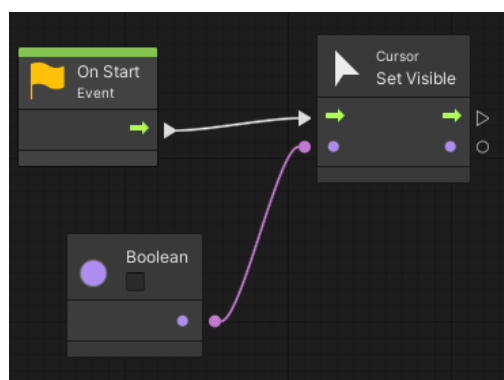 On Start
Event
Cursor
Set Visible
Boolean